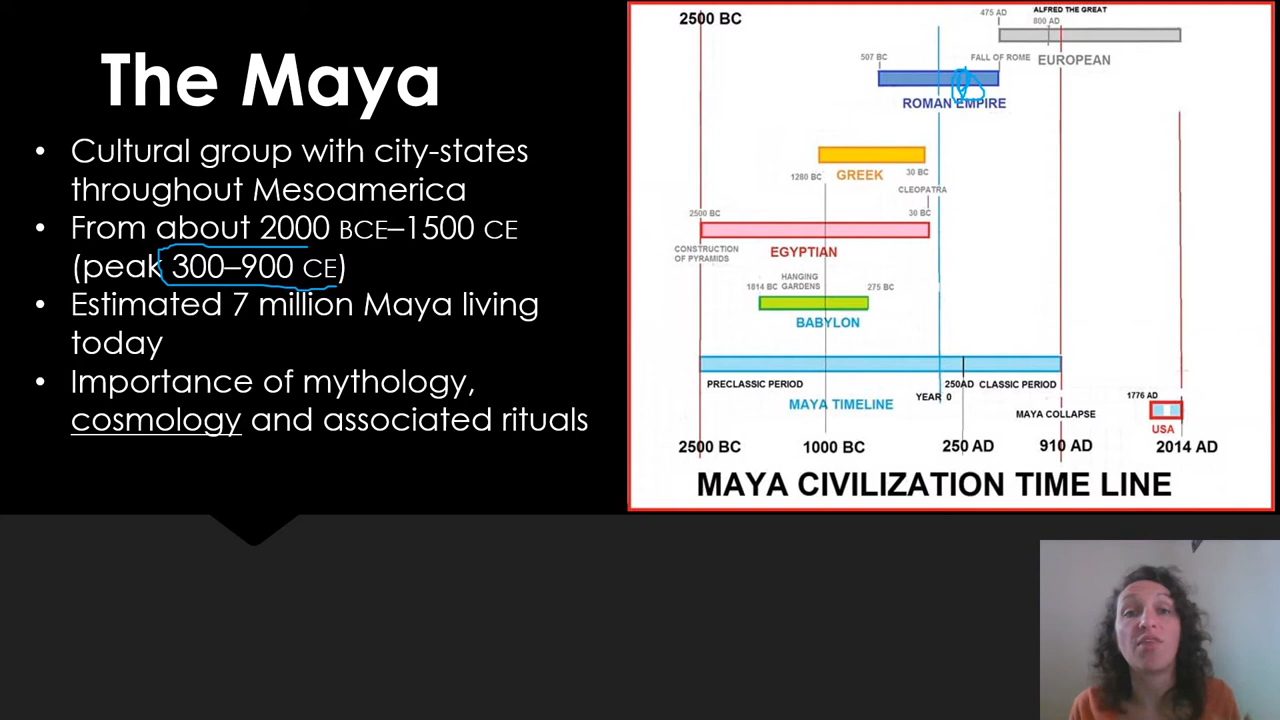 The Maya
• Cultural group with city-states
throughout Mesoamerica
• From about 2000 BCE–1500 CE
(peak 300–900 CE)
• Estimated 7 million Maya living
today
• Importance of mythology,
cosmology and associated rituals
2500 BC
475 AD
ALFRED THE GREAT
800 AD
EUROPEAN
507 BC
FALL OF ROME
ROMAN EMPIRE
1280 BC
GREEK
30 BC
CLEOPATRA
2500 BC
30 BC
CONSTRUCTION
OF PYRAMIDS
EGYPTIAN
HANGING
GARDENS
1814 BC
275 BC
BABYLON
PRECLASSIC PERIOD
250AD
CLASSIC PERIOD
YEAR 0
MAYA TIMELINE
MAYA COLLAPSE
1776 AD
USA
2500 BC
1000 BC
250 AD
910 AD
2014 AD
MAYA CIVILIZATION TIME LINE